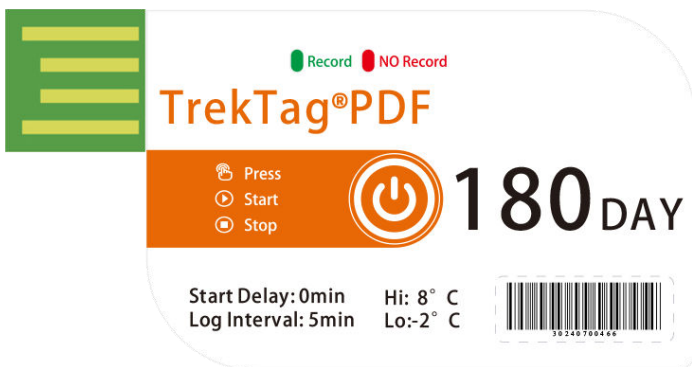 Record NO Record
TrekTag®PDF
Press
Start
Stop
180 DAY
Start Delay: 0min
Log Interval: 5min
Hi: 8° C
Lo:-2° C
30240700466